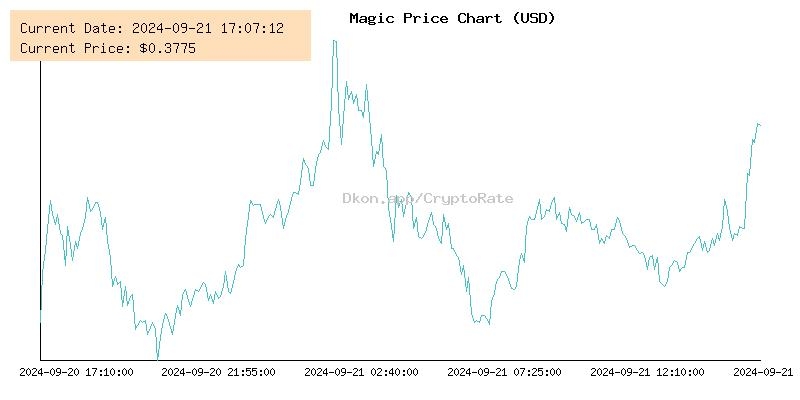 Magic Price Chart (USD)
Current Date: 2024-09-21 17:07:12
Current Price: $0.3775
Dkon.app/CryptoRate
2024-09-20 17:10:00 2024-09-20 21:55:00 2024-09-21 02:40:00 2024-09-21 07:25:00 2024-09-21 12:10:00 2024-09-21